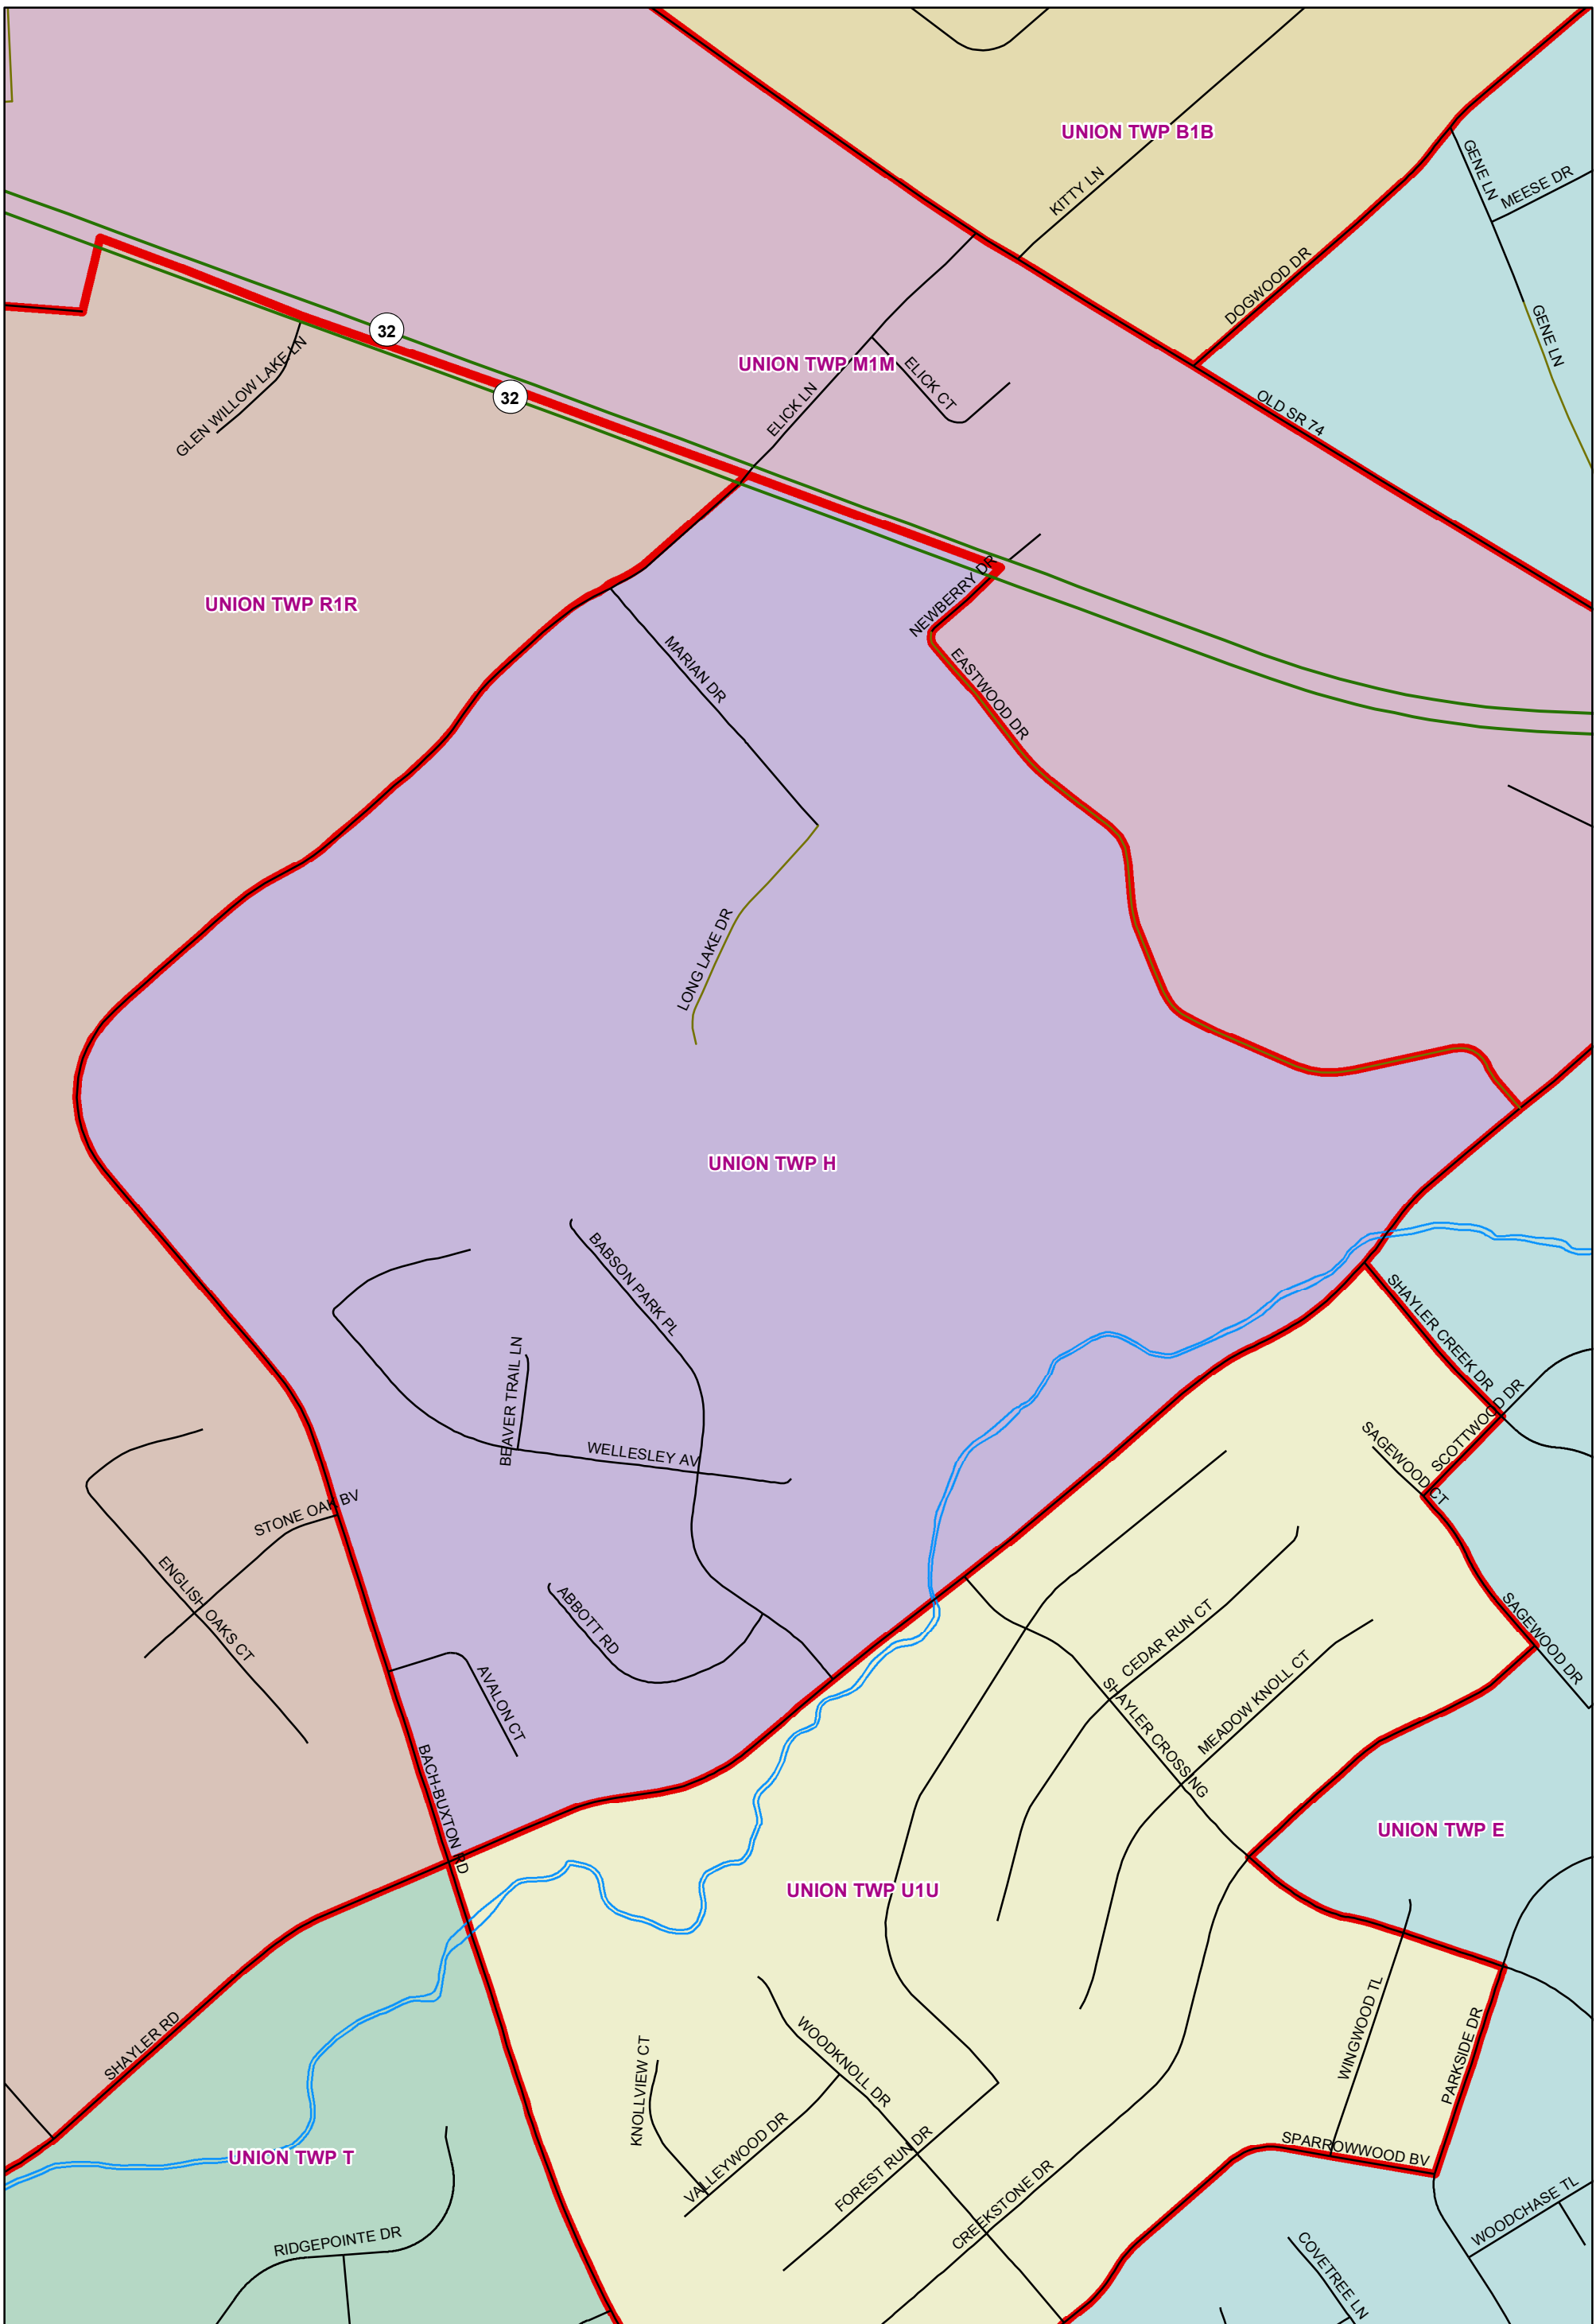 UNION TWP B1B
KITTY LN
GENE LN
MEESE DR
DOGWOOD DR
GENE LN
32
UNION TWP M1M
GLEN WILLOW LAKE LN
32
ELICK LN
ELICK CT
OLD SR 74
UNION TWP R1R
NEWBERRY DR
MARIAN DR
EASTWOOD DR
LONG LAKE DR
UNION TWP H
BABSON PARK PL
SHAYLER CREEK DR
BEAVER TRAIL LN
WELLESLEY AV
SCOTTWOOD DR
SAGEWOOD CT
STONE OAK BV
ENGLISH OAKS CT
ABBOTT RD
AVALON CT
CEDAR RUN CT
SAGEWOOD DR
MEADOW KNOLL CT
SHAYLER CROSSING
BACH-BUXTON RD
UNION TWP E
UNION TWP U1U
SHAYLER RD
KNOLLVIEW CT
WOODKNOLL DR
WINGWOOD TL
PARKSIDE DR
UNION TWP T
VALLEYWOOD DR
FOREST RUN DR
SPARROWWOOD BV
CREEKSTONE DR
WOODCHASE TL
RIDGEPOINTE DR
COVETREE LN